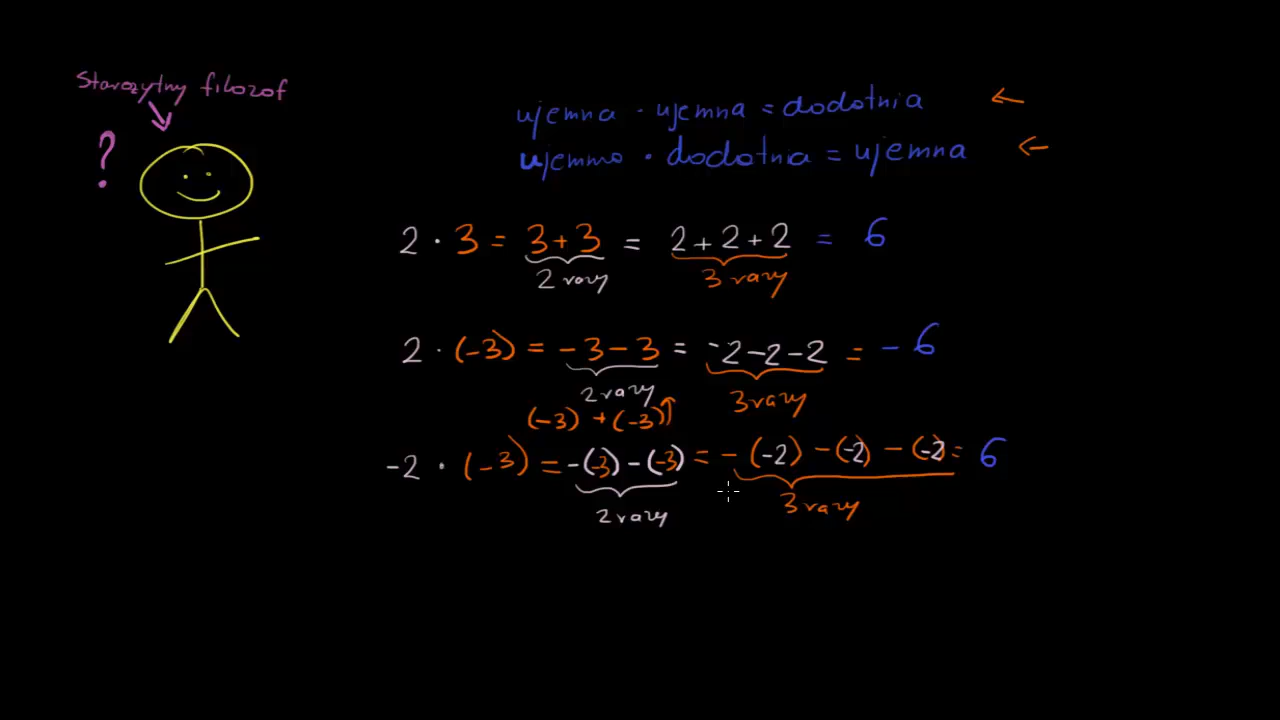 Starożytny filozof
?
ujemna · ujemna = dodatnia ←
ujemna · dodatnia = ujemna ←
2 · 3 = 3 + 3 = 2 + 2 + 2 = 6
2 razy 3 razy
2 · (-3) = -3 - 3 = -2 - 2 - 2 = - 6
2 razy 3 razy
(-3) + (-3)
-2 · (-3) = -(-3) - (-3) = - (-2) - (-2) - (-2) = 6
2 razy 3 razy